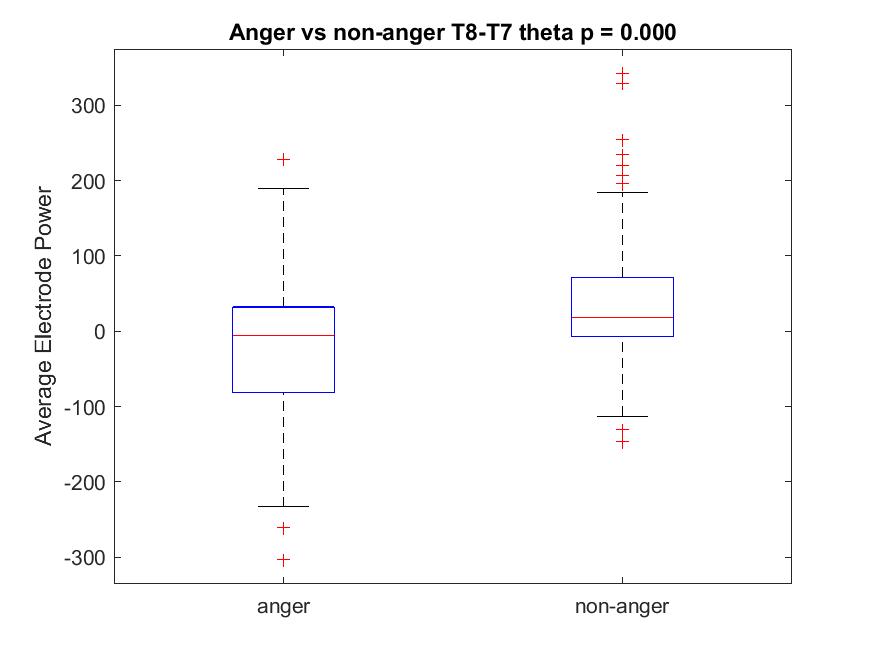 Anger vs non-anger T8-T7 theta p = 0.000
Average Electrode Power
300
200
100
0
-100
-200
-300
anger
non-anger